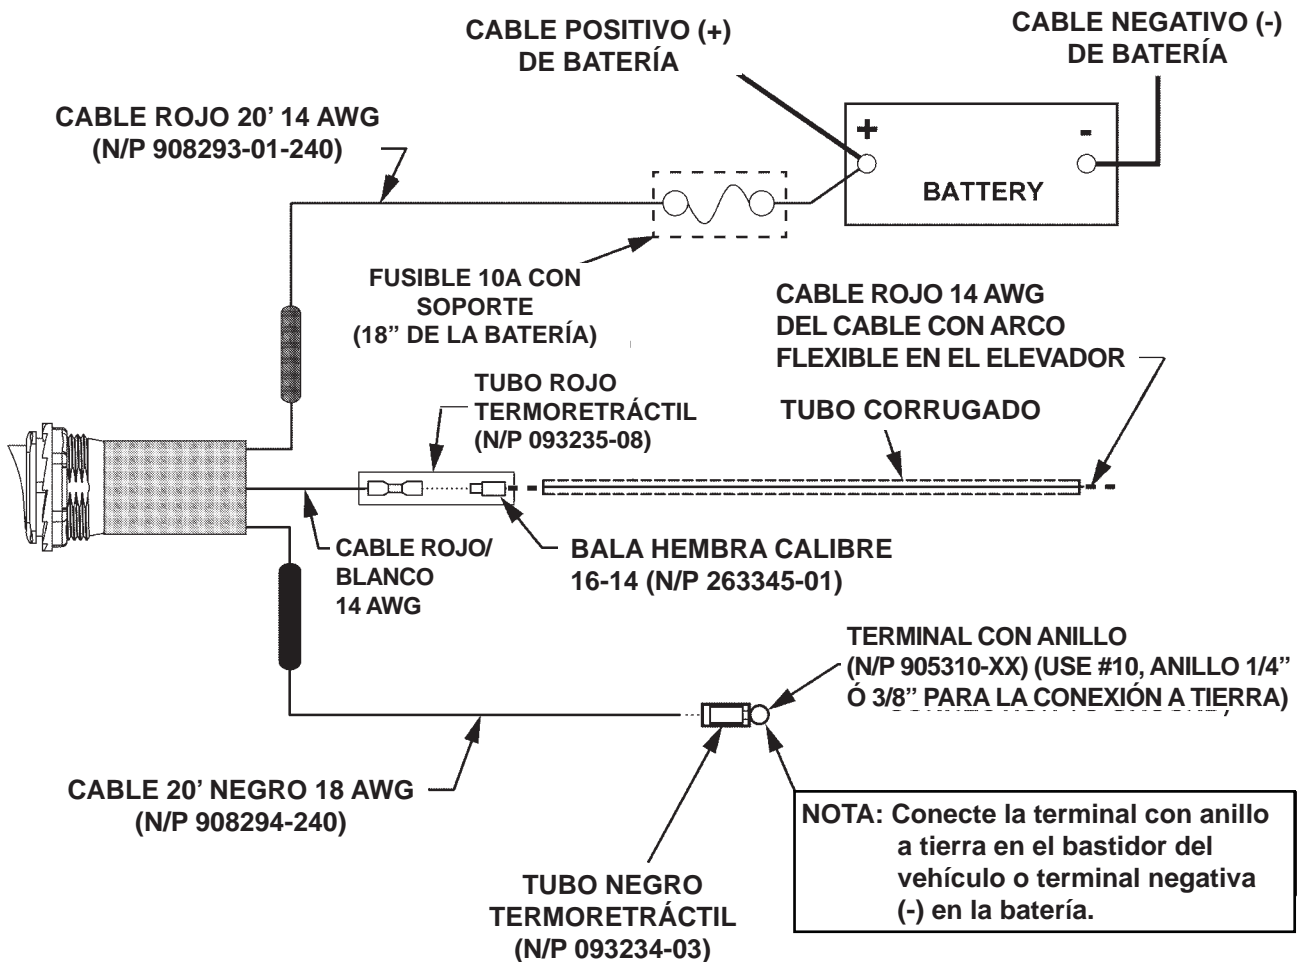 CABLE POSITIVO (+)
DE BATERÍA
CABLE NEGATIVO (-)
DE BATERÍA
CABLE ROJO 20’ 14 AWG
(N/P 908293-01-240)
+
-
BATTERY
FUSIBLE 10A CON
SOPORTE
(18” DE LA BATERÍA)
CABLE ROJO 14 AWG
DEL CABLE CON ARCO
FLEXIBLE EN EL ELEVADOR
TUBO ROJO
TERMORETRÁCTIL
(N/P 093235-08)
TUBO CORRUGADO
CABLE ROJO/
BLANCO
14 AWG
BALA HEMBRA CALIBRE
16-14 (N/P 263345-01)
TERMINAL CON ANILLO
(N/P 905310-XX) (USE #10, ANILLO 1/4”
Ó 3/8” PARA LA CONEXIÓN A TIERRA)
CABLE 20’ NEGRO 18 AWG
(N/P 908294-240)
NOTA: Conecte la terminal con anillo
a tierra en el bastidor del
vehículo o terminal negativa
(-) en la batería.
TUBO NEGRO
TERMORETRÁCTIL
(N/P 093234-03)